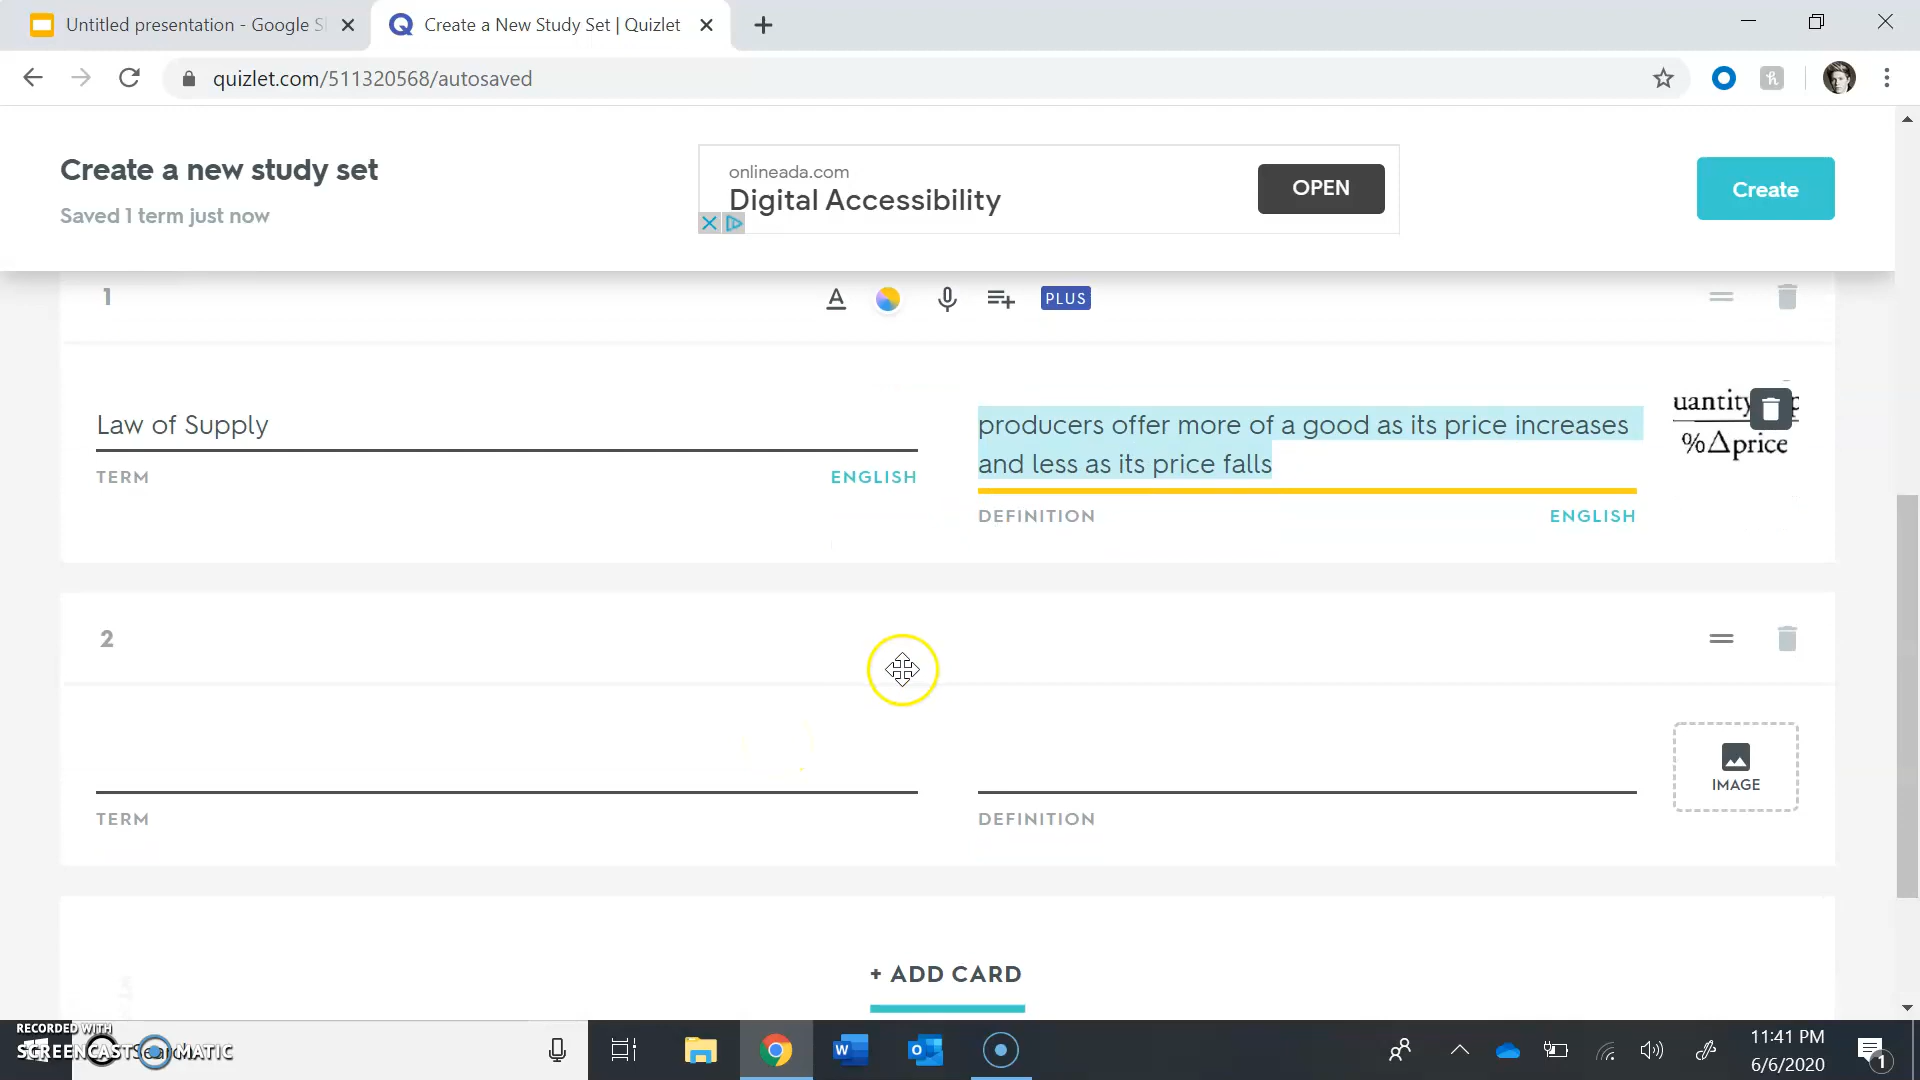 Untitled presentation - Google S
Create a New Study Set | Quizlet
quizlet.com/511320568/autosaved
Create a new study set
Saved 1 term just now
onlineada.com
Digital Accessibility
OPEN
Create
1
PLUS
Law of Supply
TERM
ENGLISH
producers offer more of a good as its price increases
and less as its price falls
DEFINITION
ENGLISH
uantity
%Δprice
2
TERM
DEFINITION
IMAGE
+ ADD CARD
RECORDED WITH
SCREENCAST MATIC
11:41 PM
6/6/2020
1